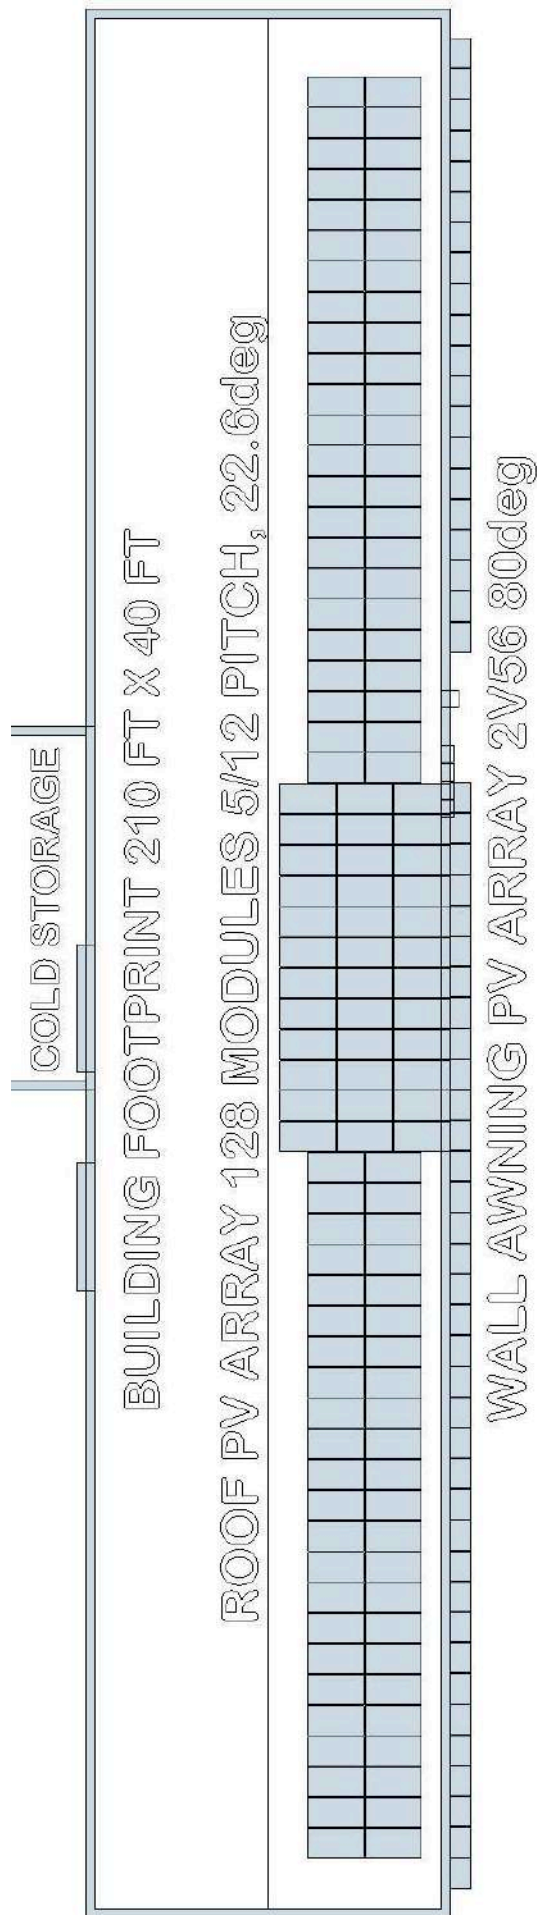 COLD STORAGE
BUILDING FOOTPRINT 210 FT X 40 FT
ROOF PV ARRAY 128 MODULES 5/12 PITCH, 22.6deg
WALL AWNING PV ARRAY 2V56 80deg